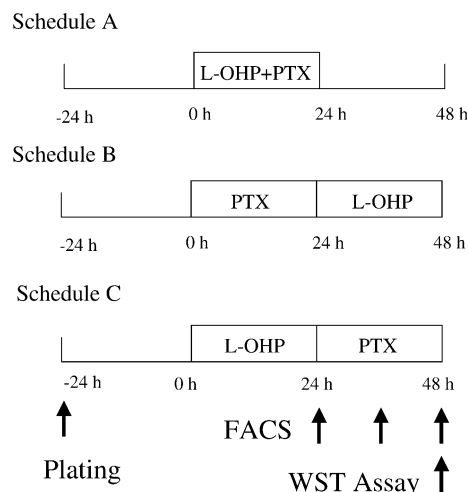 Schedule A
L-OHP+PTX
-24 h 0 h 24 h 48 h
Schedule B
PTX L-OHP
-24 h 0 h 24 h 48 h
Schedule C
L-OHP PTX
-24 h 0 h 24 h 48 h
FACS
Plating
WST Assay